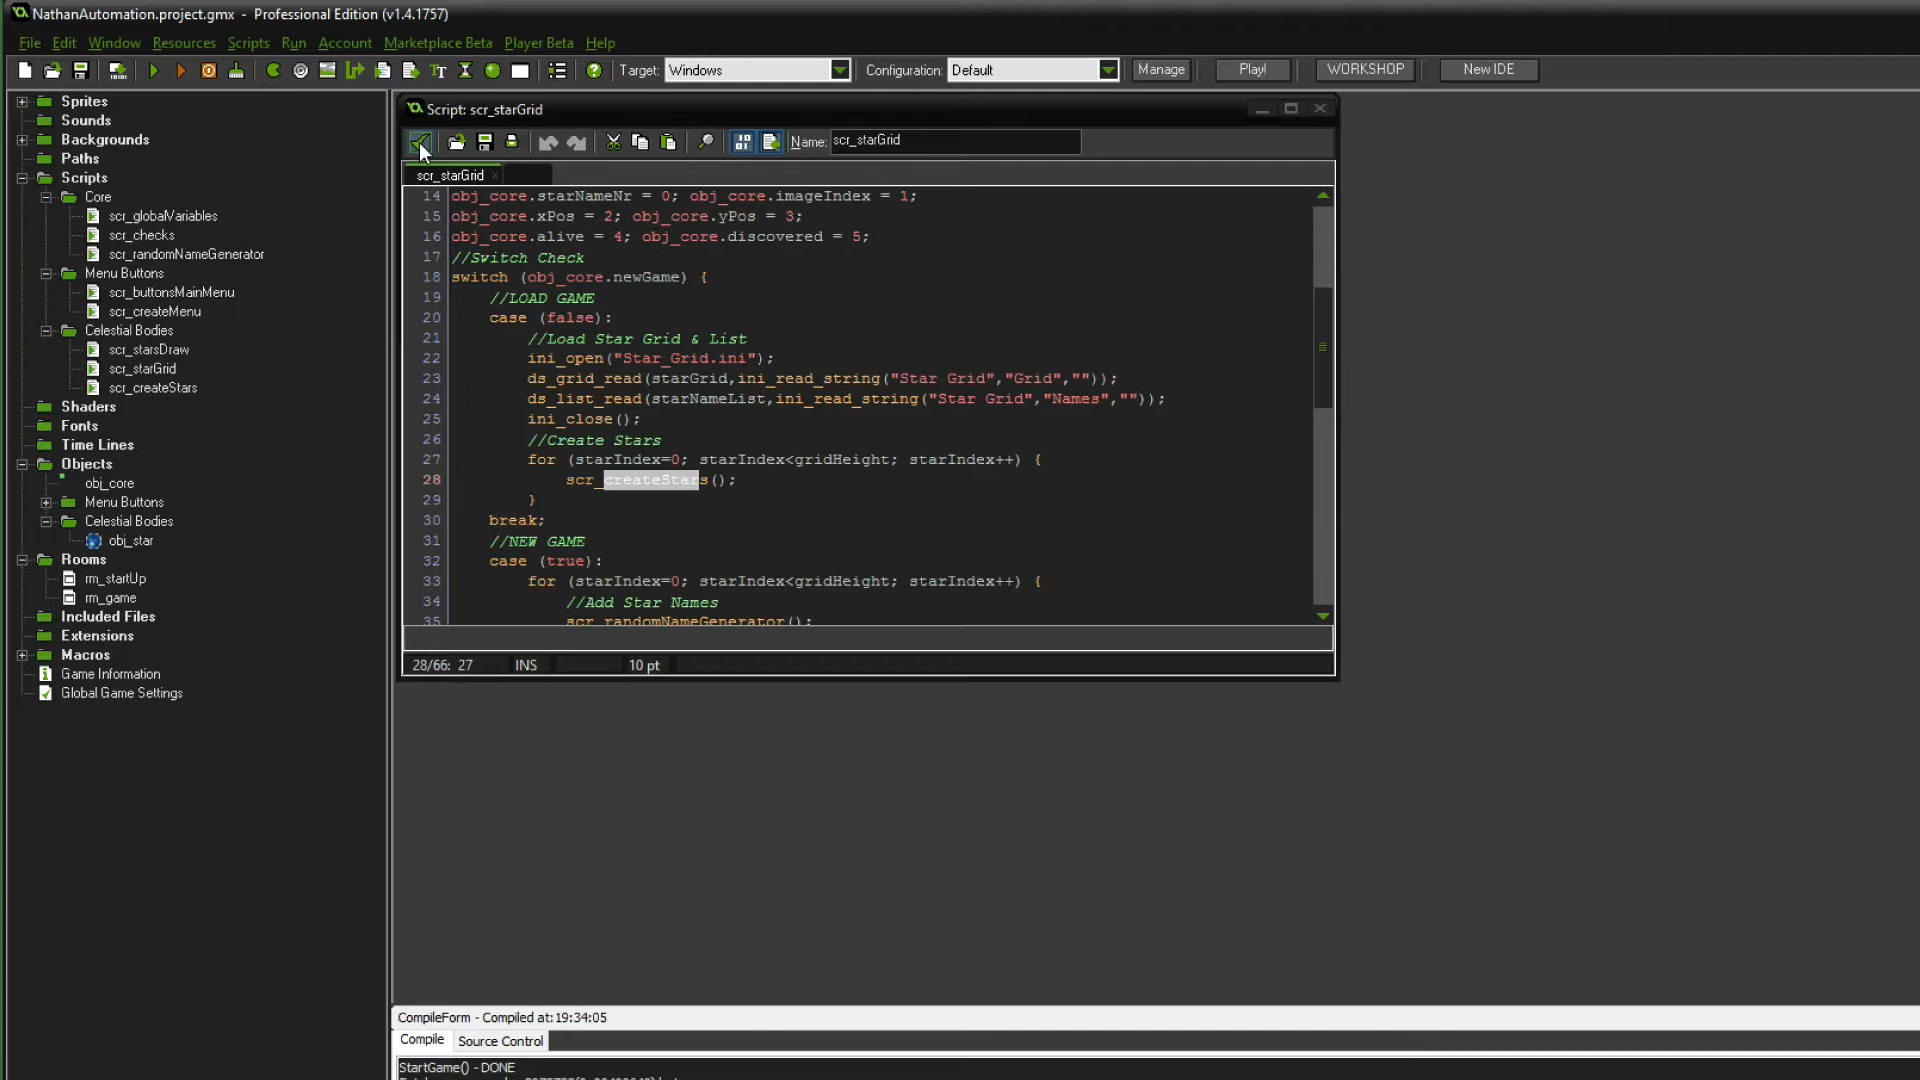 NathanAutomation.project.gmx - Professional Edition (v1.4.1757)
File Edit Window Resources Scripts Run Account Marketplace Beta Player Beta Help
Target: Windows Configuration: Default Manage Play! WORKSHOP New IDE
Sprites
Sounds
Backgrounds
Paths
Scripts
Core
scr_globalVariables
scr_checks
scr_randomNameGenerator
Menu Buttons
scr_buttonsMainMenu
scr_createMenu
Celestial Bodies
scr_starsDraw
scr_starGrid
scr_createStars
Shaders
Fonts
Time Lines
Objects
obj_core
Menu Buttons
Celestial Bodies
obj_star
Rooms
rm_startUp
rm_game
Included Files
Extensions
Macros
Game Information
Global Game Settings
Script: scr_starGrid
Name: scr_starGrid
scr_starGrid
14 obj_core.starNameNr = 0; obj_core.imageIndex = 1;
15 obj_core.xPos = 2; obj_core.yPos = 3;
16 obj_core.alive = 4; obj_core.discovered = 5;
17 //Switch Check
18 switch (obj_core.newGame) {
19 //LOAD GAME
20 case (false):
21 //Load Star Grid & List
22 ini_open("Star_Grid.ini");
23 ds_grid_read(starGrid,ini_read_string("Star Grid","Grid",""));
24 ds_list_read(starNameList,ini_read_string("Star Grid","Names",""));
25 ini_close();
26 //Create Stars
27 for (starIndex=0; starIndex<gridHeight; starIndex++) {
28 scr_createStars();
29 }
30 break;
31 //NEW GAME
32 case (true):
33 for (starIndex=0; starIndex<gridHeight; starIndex++) {
34 //Add Star Names
35 scr_randomNameGenerator();
28/66: 27 INS 10 pt
CompileForm - Compiled at: 19:34:05
Compile Source Control
StartGame() - DONE